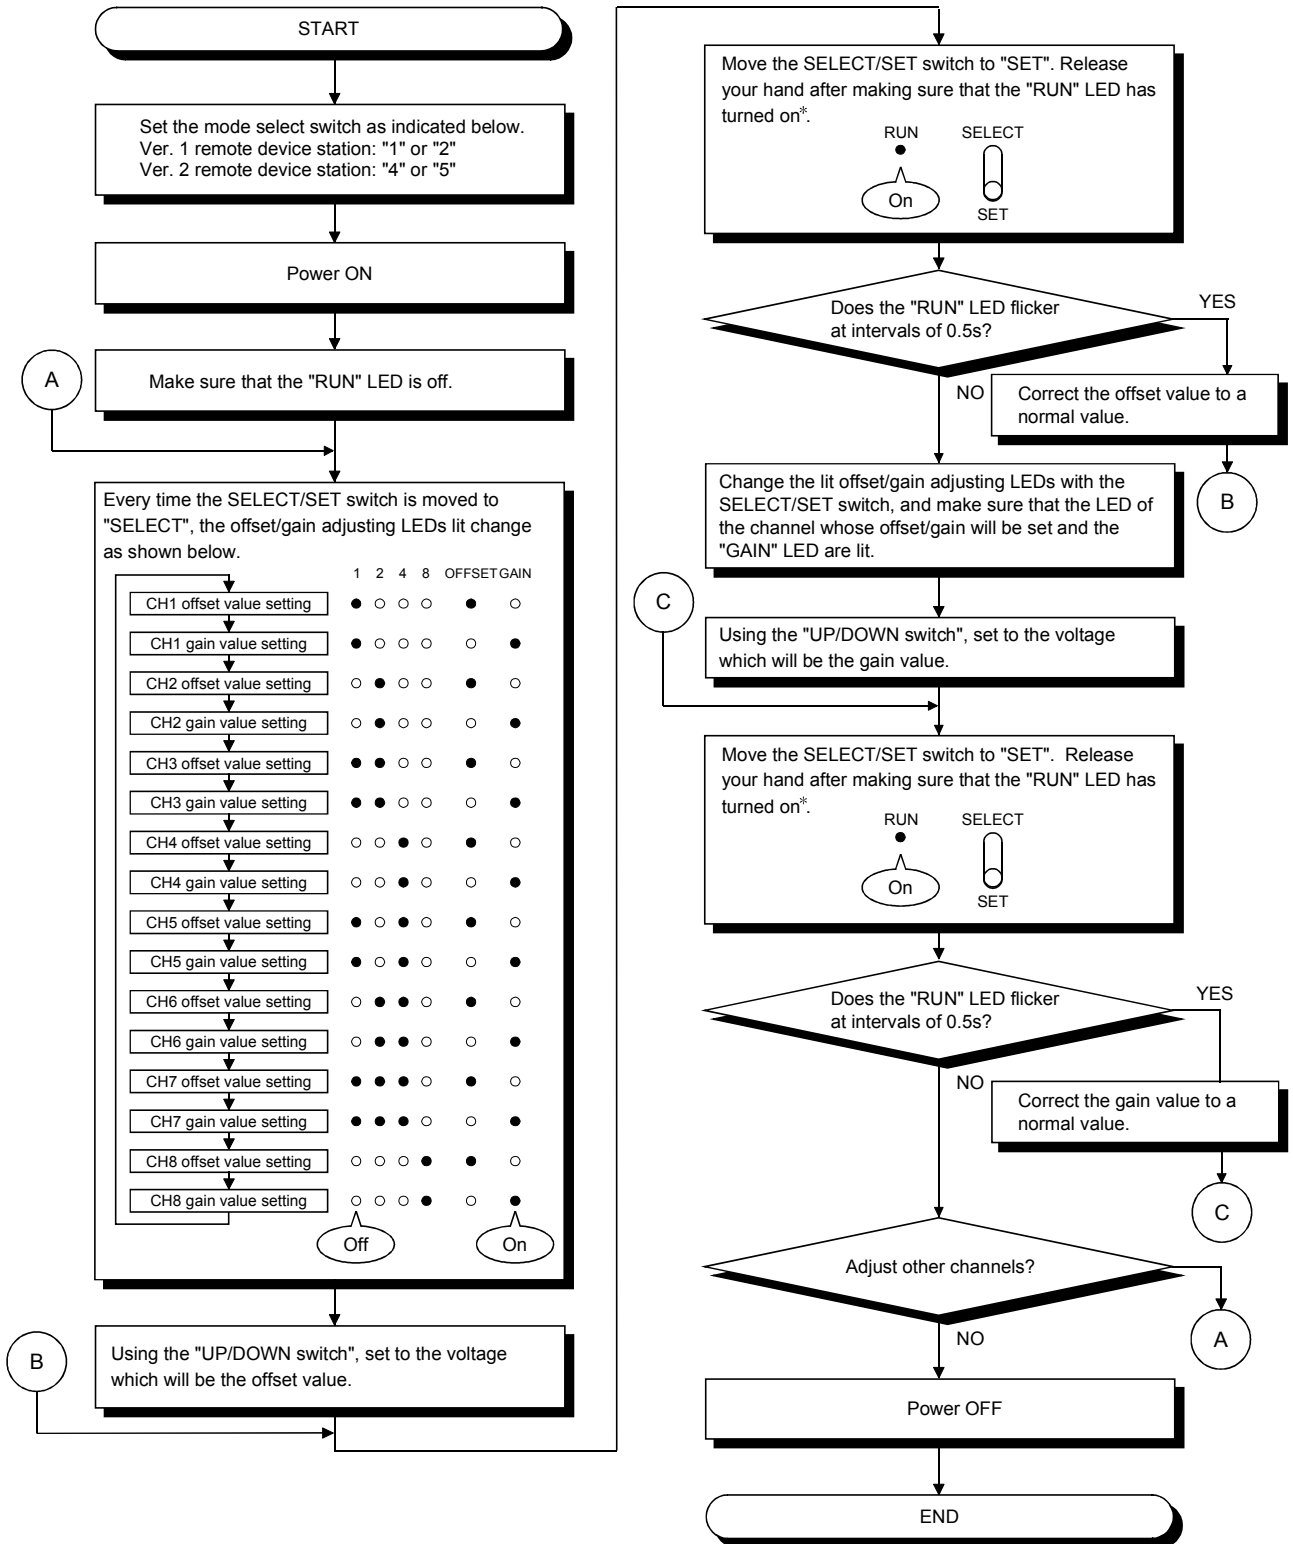 START
Set the mode select switch as indicated below.
Ver. 1 remote device station: "1" or "2"
Ver. 2 remote device station: "4" or "5"
Power ON
A
Make sure that the "RUN" LED is off.
Every time the SELECT/SET switch is moved to
"SELECT", the offset/gain adjusting LEDs lit change
as shown below.
1 2 4 8 OFFSET GAIN
CH1 offset value setting
CH1 gain value setting
CH2 offset value setting
CH2 gain value setting
CH3 offset value setting
CH3 gain value setting
CH4 offset value setting
CH4 gain value setting
CH5 offset value setting
CH5 gain value setting
CH6 offset value setting
CH6 gain value setting
CH7 offset value setting
CH7 gain value setting
CH8 offset value setting
CH8 gain value setting
Off On
B
Using the "UP/DOWN switch", set to the voltage
which will be the offset value.
Move the SELECT/SET switch to "SET". Release
your hand after making sure that the "RUN" LED has
turned on*.
RUN SELECT
On
SET
Does the "RUN" LED flicker
at intervals of 0.5s?
YES
NO
Correct the offset value to a
normal value.
B
Change the lit offset/gain adjusting LEDs with the
SELECT/SET switch, and make sure that the LED of
the channel whose offset/gain will be set and the
"GAIN" LED are lit.
C
Using the "UP/DOWN switch", set to the voltage
which will be the gain value.
Move the SELECT/SET switch to "SET". Release
your hand after making sure that the "RUN" LED has
turned on*.
RUN SELECT
On
SET
Does the "RUN" LED flicker
at intervals of 0.5s?
YES
NO
Correct the gain value to a
normal value.
C
Adjust other channels?
NO
A
Power OFF
END